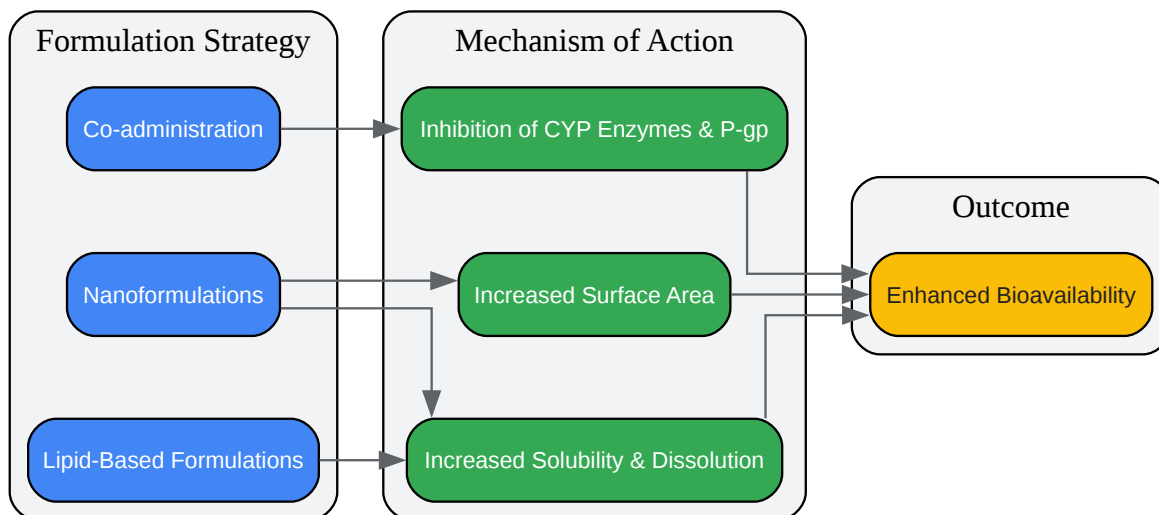 Formulation Strategy
Mechanism of Action
Co-administration
Inhibition of CYP Enzymes & P-gp
Outcome
Nanoformulations
Increased Surface Area
Enhanced Bioavailability
Lipid-Based Formulations
Increased Solubility & Dissolution